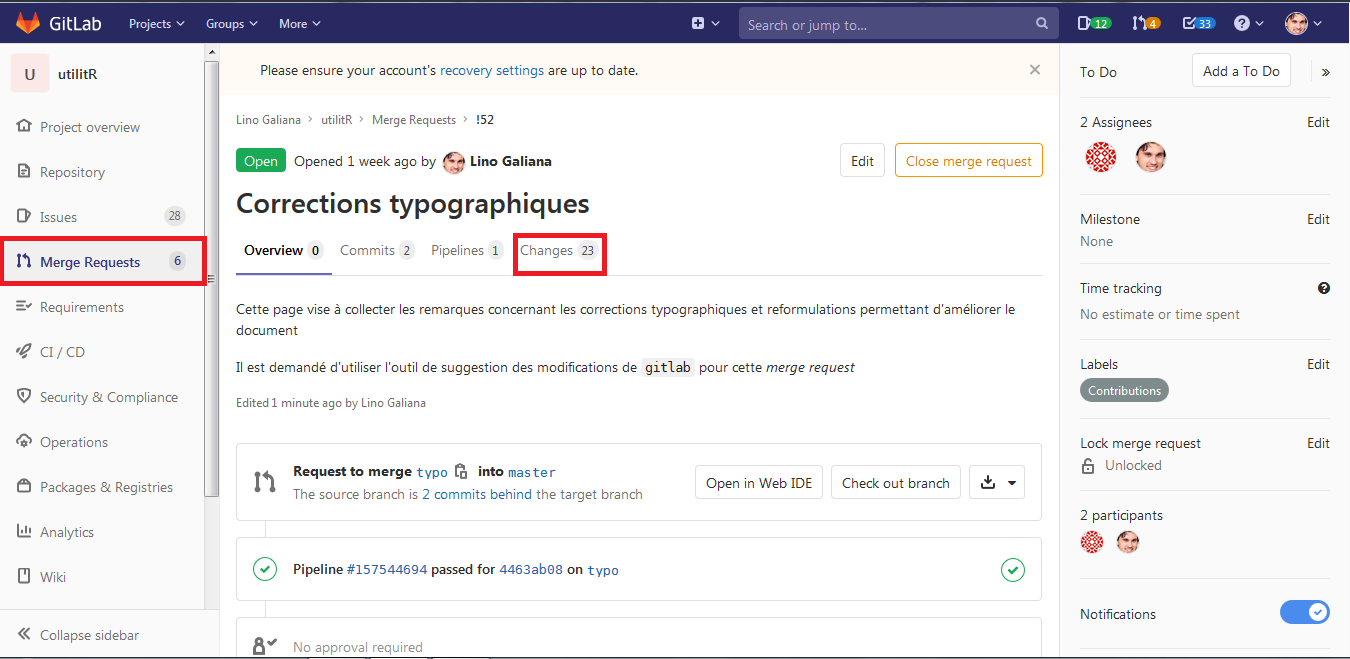 GitLab Projects Groups More Search or jump to... 12 4 33
U utilitR
Project overview
Repository
Issues 28
Merge Requests 6
Requirements
CI / CD
Security & Compliance
Operations
Packages & Registries
Analytics
Wiki
Collapse sidebar
Please ensure your account's recovery settings are up to date.
Lino Galiana > utilitR > Merge Requests > !52
Open Opened 1 week ago by Lino Galiana Edit Close merge request
Corrections typographiques
Overview 0 Commits 2 Pipelines 1 Changes 23
Cette page vise à collecter les remarques concernant les corrections typographiques et reformulations permettant d'améliorer le
document
Il est demandé d'utiliser l'outil de suggestion des modifications de gitlab pour cette merge request
Edited 1 minute ago by Lino Galiana
Request to merge typo into master
The source branch is 2 commits behind the target branch
Open in Web IDE Check out branch
Pipeline #157544694 passed for 4463ab08 on typo
No approval required
To Do Add a To Do »
2 Assignees Edit
Milestone Edit
None
Time tracking
No estimate or time spent
Labels Edit
Contributions
Lock merge request Edit
Unlocked
2 participants
Notifications